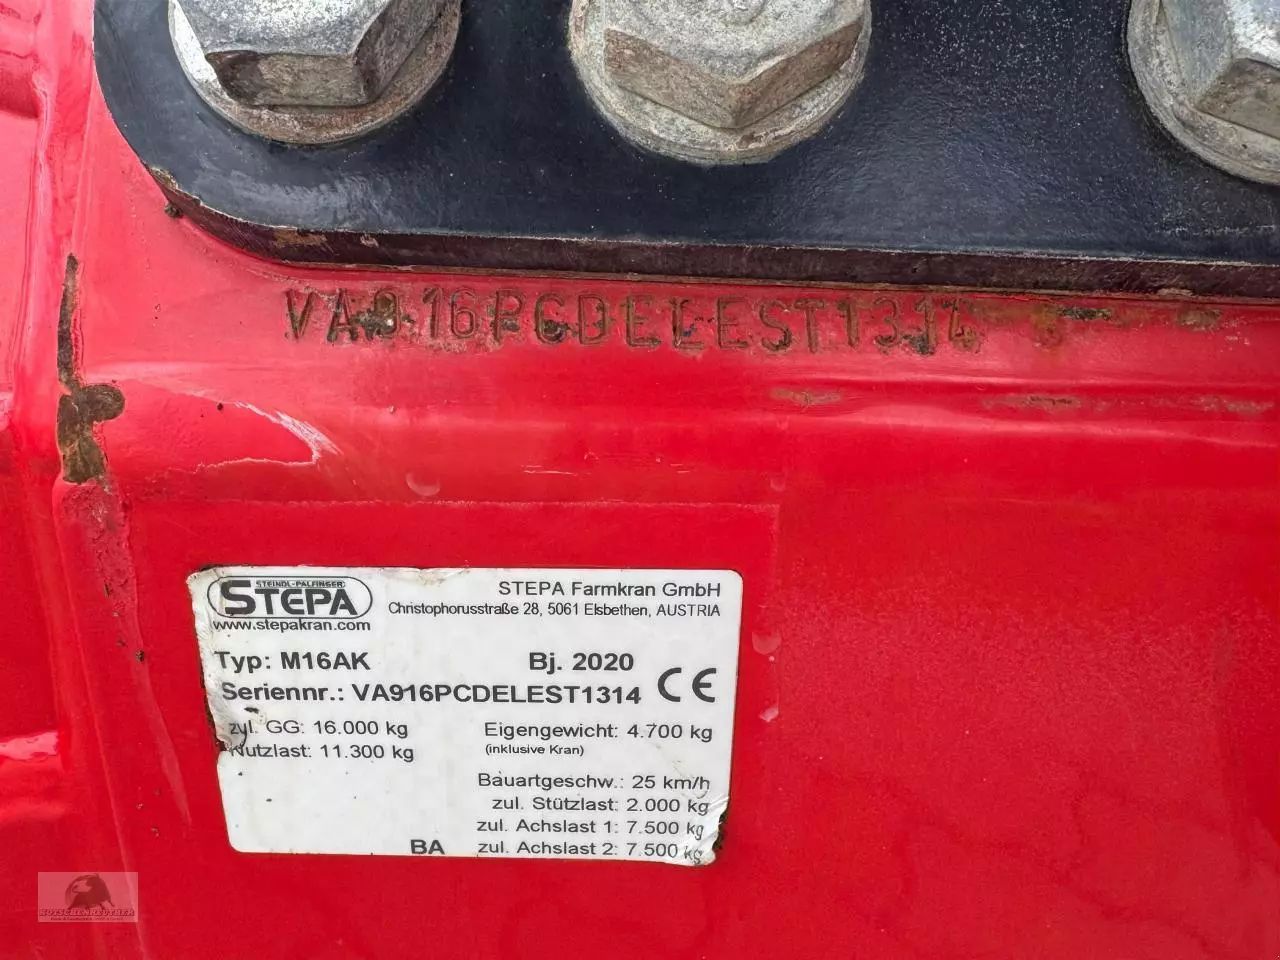 VA916PCDELEST1314
STEINDL-PALFINGER
STEPA
www.stepakran.com
STEPA Farmkran GmbH
Christophorusstraße 28, 5061 Elsbethen, AUSTRIA
Typ: M16AK Bj. 2020
Seriennr.: VA916PCDELEST1314 CE
zyl. GG: 16.000 kg Eigengewicht: 4.700 kg
Nutzlast: 11.300 kg (inklusive Kran)
Bauartgeschw.: 25 km/h
zul. Stützlast: 2.000 kg
zul. Achslast 1: 7.500 kg
BA zul. Achslast 2: 7.500 kg